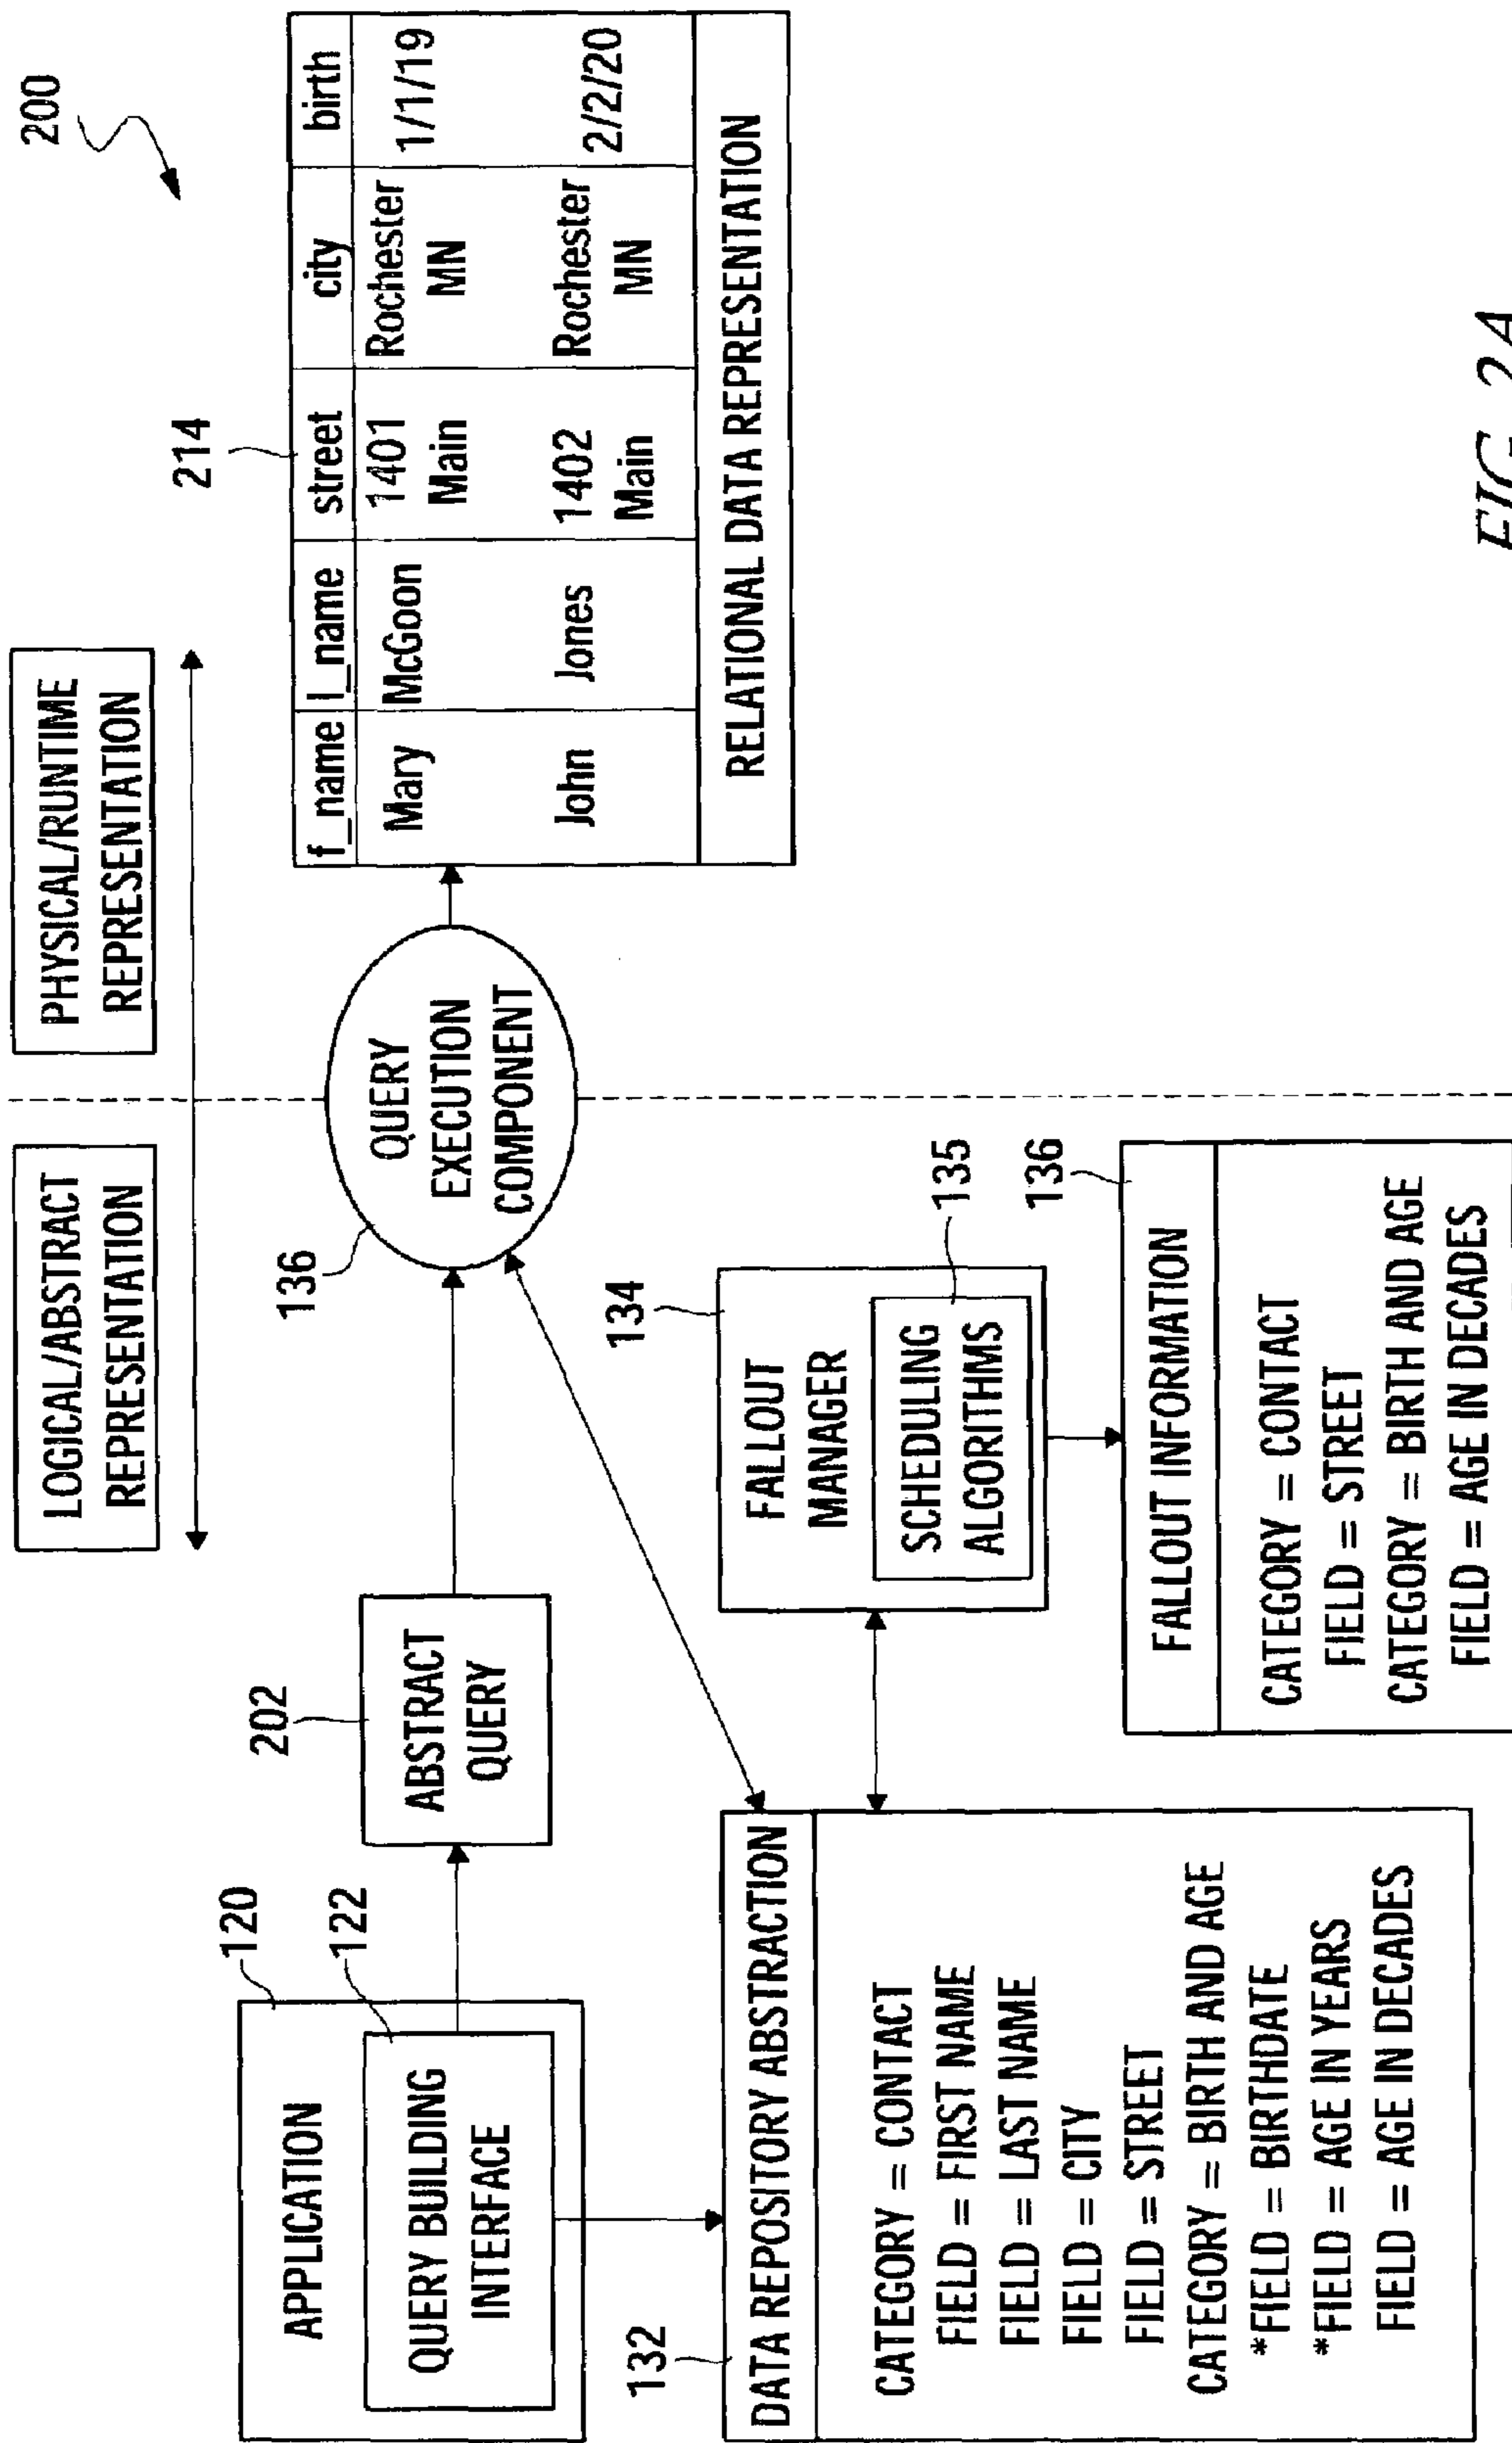 200
LOGICAL/ABSTRACT
REPRESENTATION
PHYSICAL/RUNTIME
REPRESENTATION
120
APPLICATION
122
QUERY BUILDING
INTERFACE
202
ABSTRACT
QUERY
136
QUERY
EXECUTION
COMPONENT
214
f_name l_name street city birth
Mary McGoon 1401 Main Rochester MN 1/1/19
John Jones 1402 Main Rochester MN 2/2/20
RELATIONAL DATA REPRESENTATION
132
DATA REPOSITORY ABSTRACTION
CATEGORY = CONTACT
FIELD = FIRST NAME
FIELD = LAST NAME
FIELD = CITY
FIELD = STREET
CATEGORY = BIRTH AND AGE
*FIELD = BIRTHDATE
*FIELD = AGE IN YEARS
FIELD = AGE IN DECADES
134
FALLOUT
MANAGER
135
SCHEDULING
ALGORITHMS
136
FALLOUT INFORMATION
CATEGORY = CONTACT
FIELD = STREET
CATEGORY = BIRTH AND AGE
FIELD = AGE IN DECADES
FIG. 2A